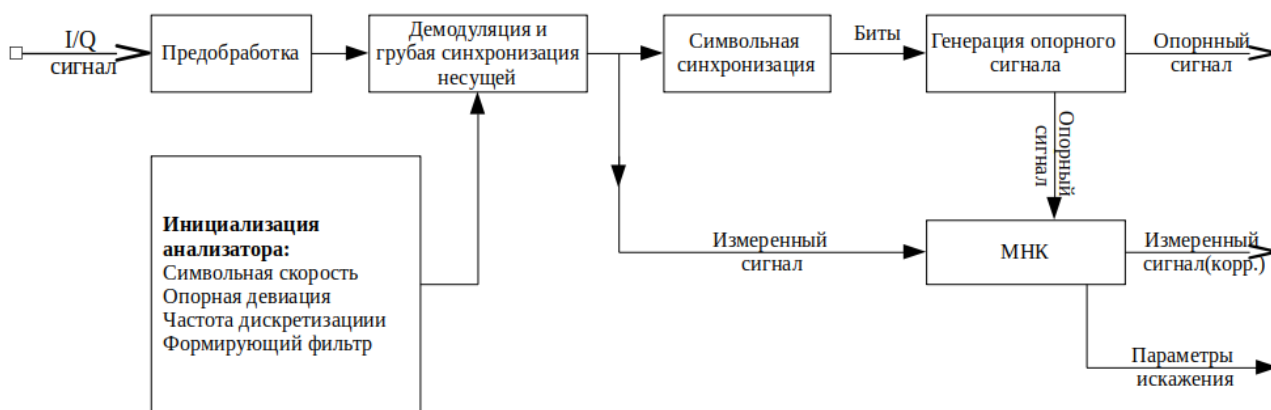 I/Q
сигнал
Предобработка
Демодуляция и
грубая синхронизация
несущей
Символьная
синхронизация
Биты
Генерация опорного
сигнала
Опорнный
сигнал
Опорный
сигнал
Инициализация
анализатора:
Символьная скорость
Опорная девиация
Частота дискретизациии
Формирующий фильтр
Измеренный
сигнал
МНК
Измеренный
сигнал(корр.)
Параметры
искажения